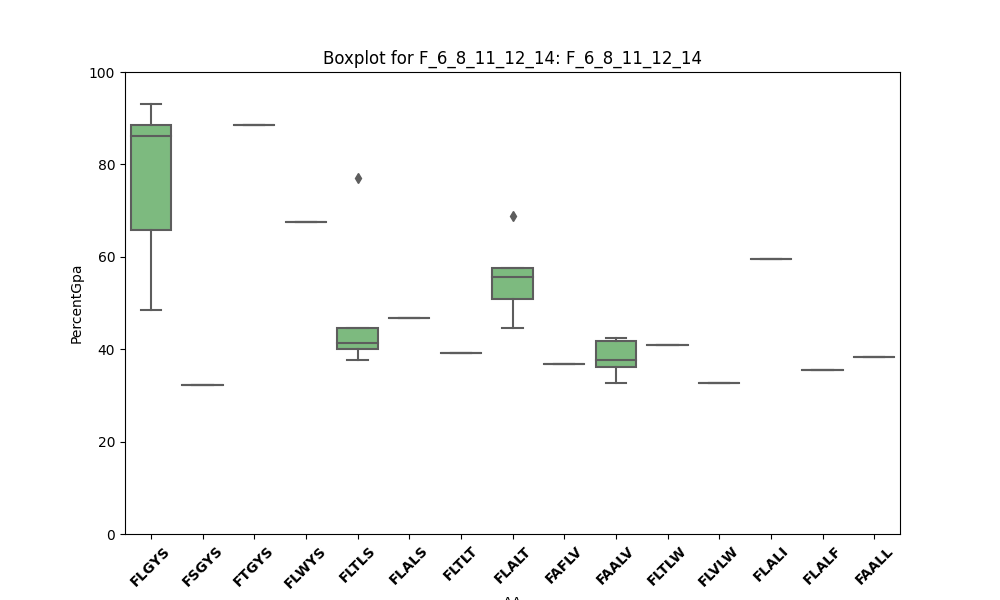 Boxplot for F_6_8_11_12_14: F_6_8_11_12_14
100
80
60
40
20
0
PercentGpa
FLGYS
FSGYS
FTGYS
FLWYS
FLTLS
FLALS
FLTLT
FLALT
FAFLV
FAALV
FLTLW
FLVLW
FLALI
FLALF
FAALL